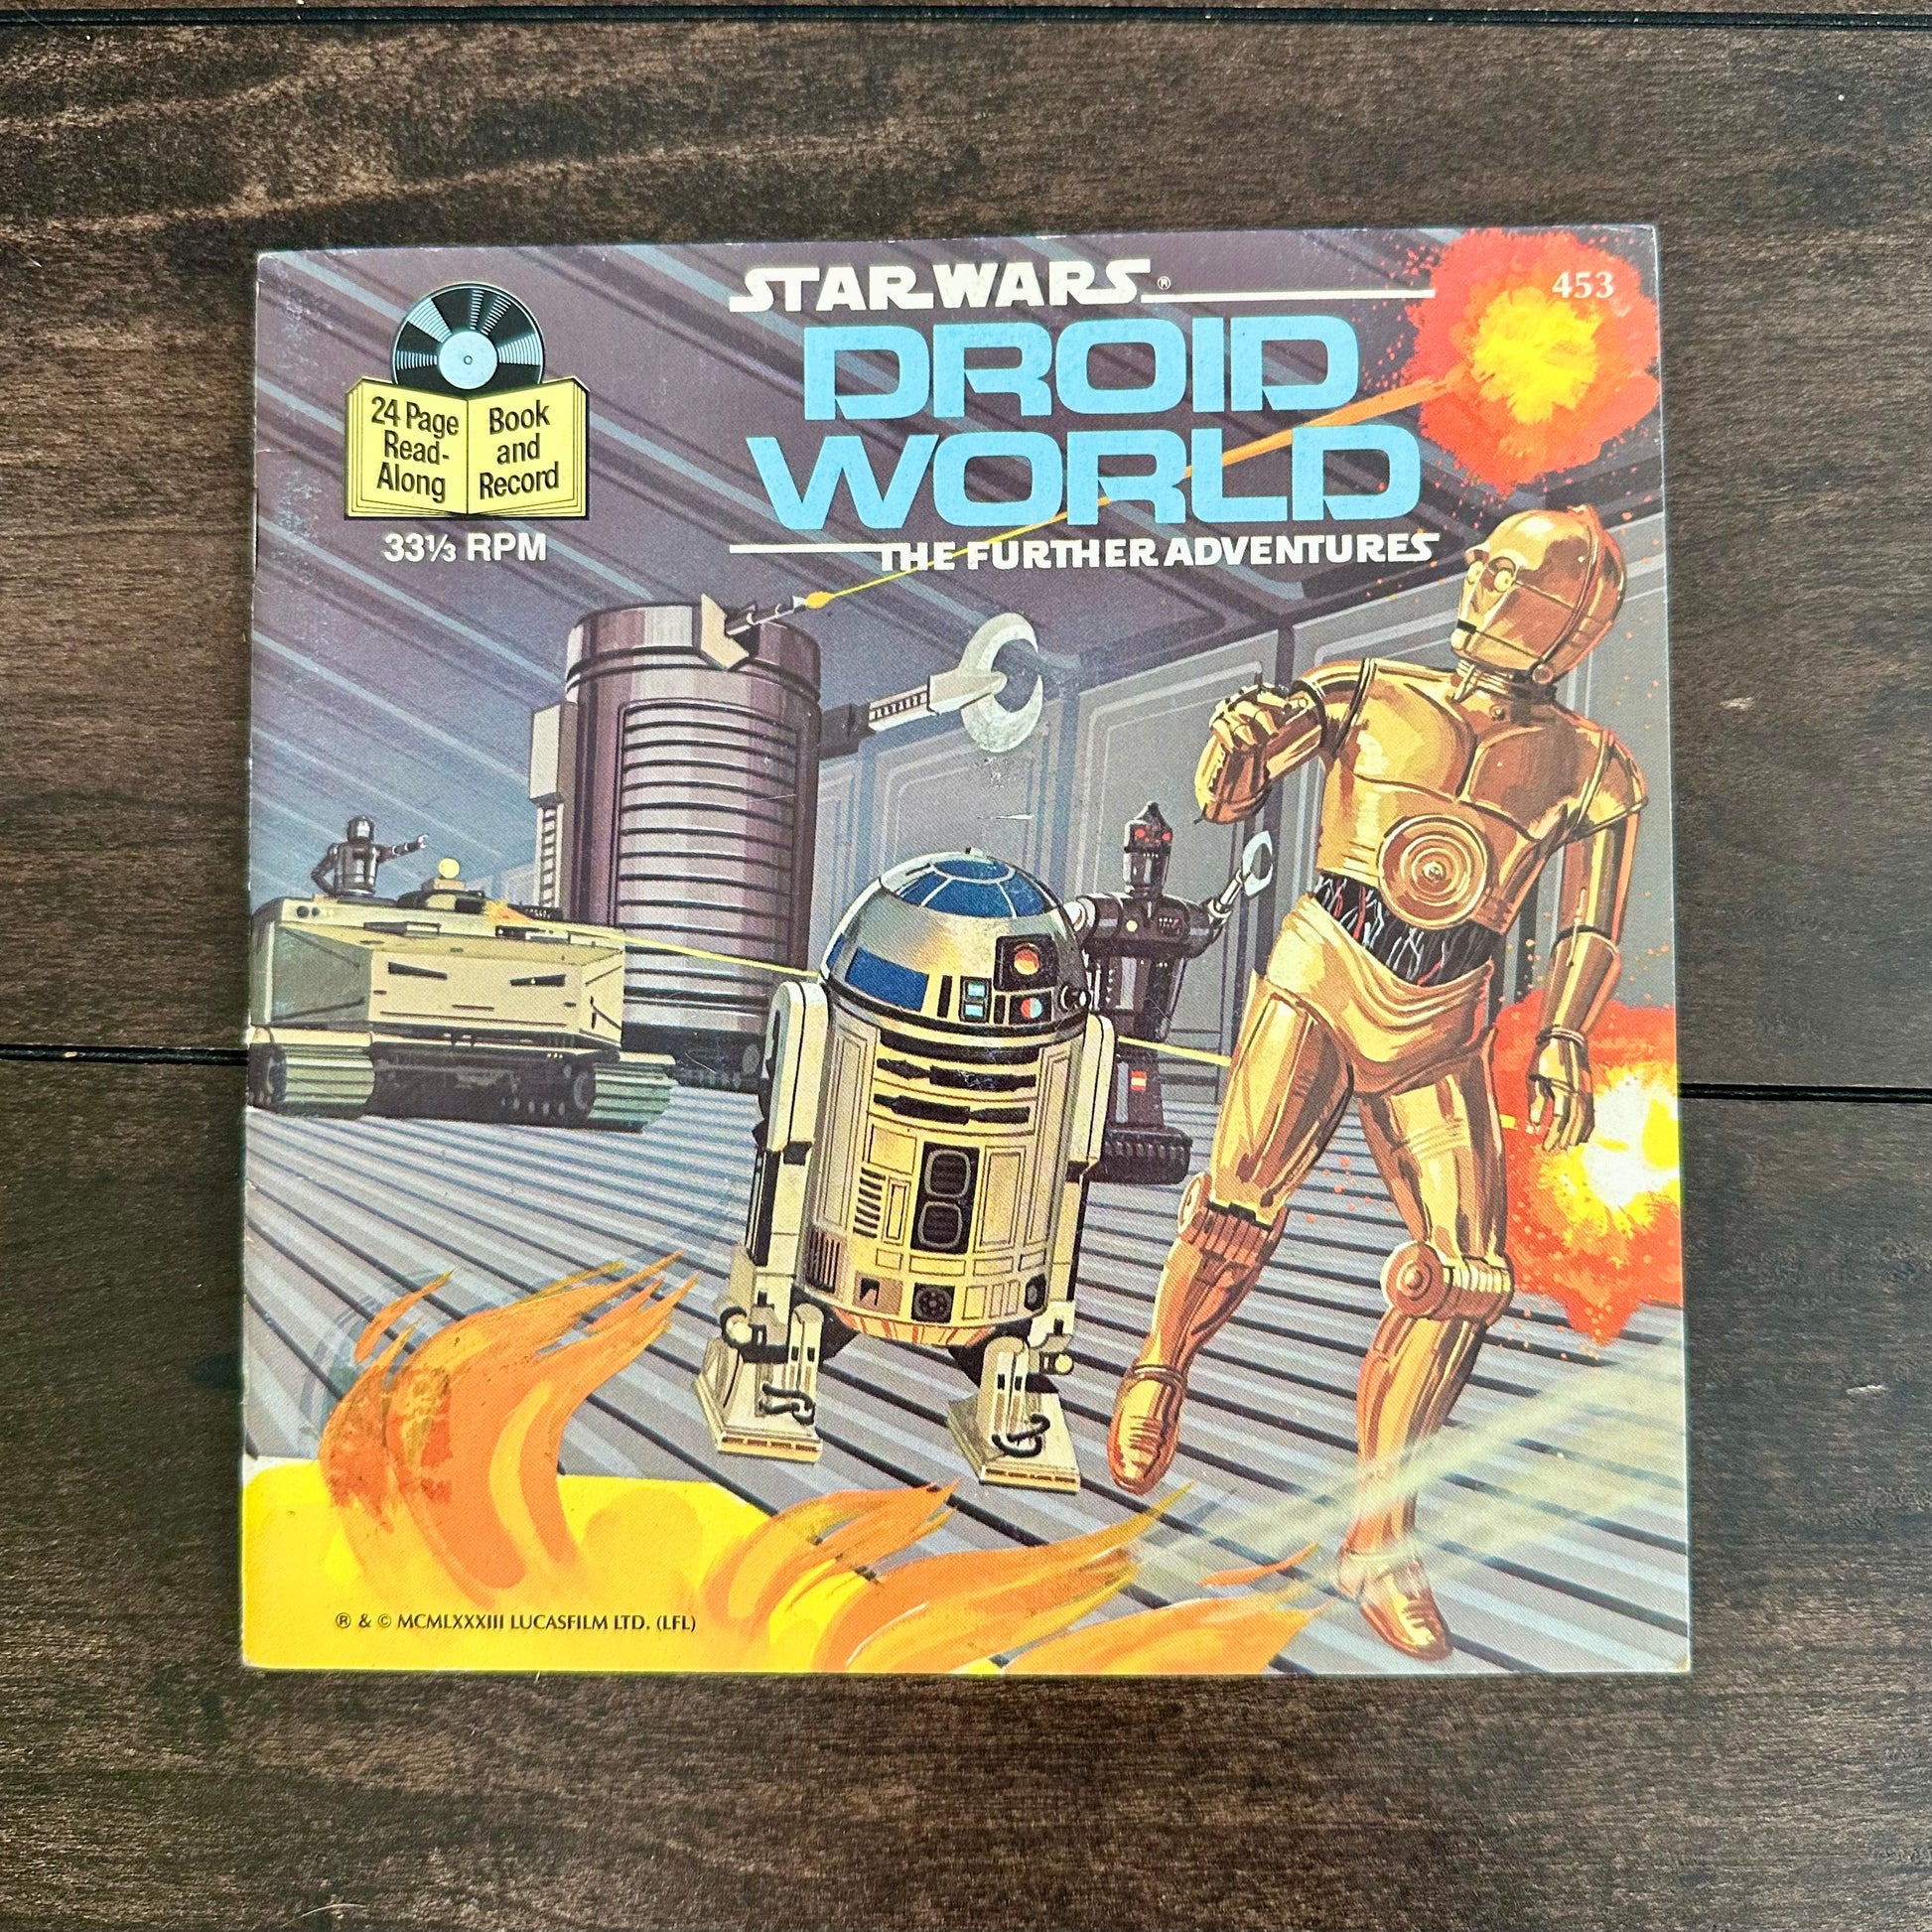 STAR WARS®
453
DROID
WORLD
THE FURTHER ADVENTURES
24 Page
Read-
Along
Book
and
Record
33⅓ RPM
® & © MCMLXXXIII LUCASFILM LTD. (LFL)